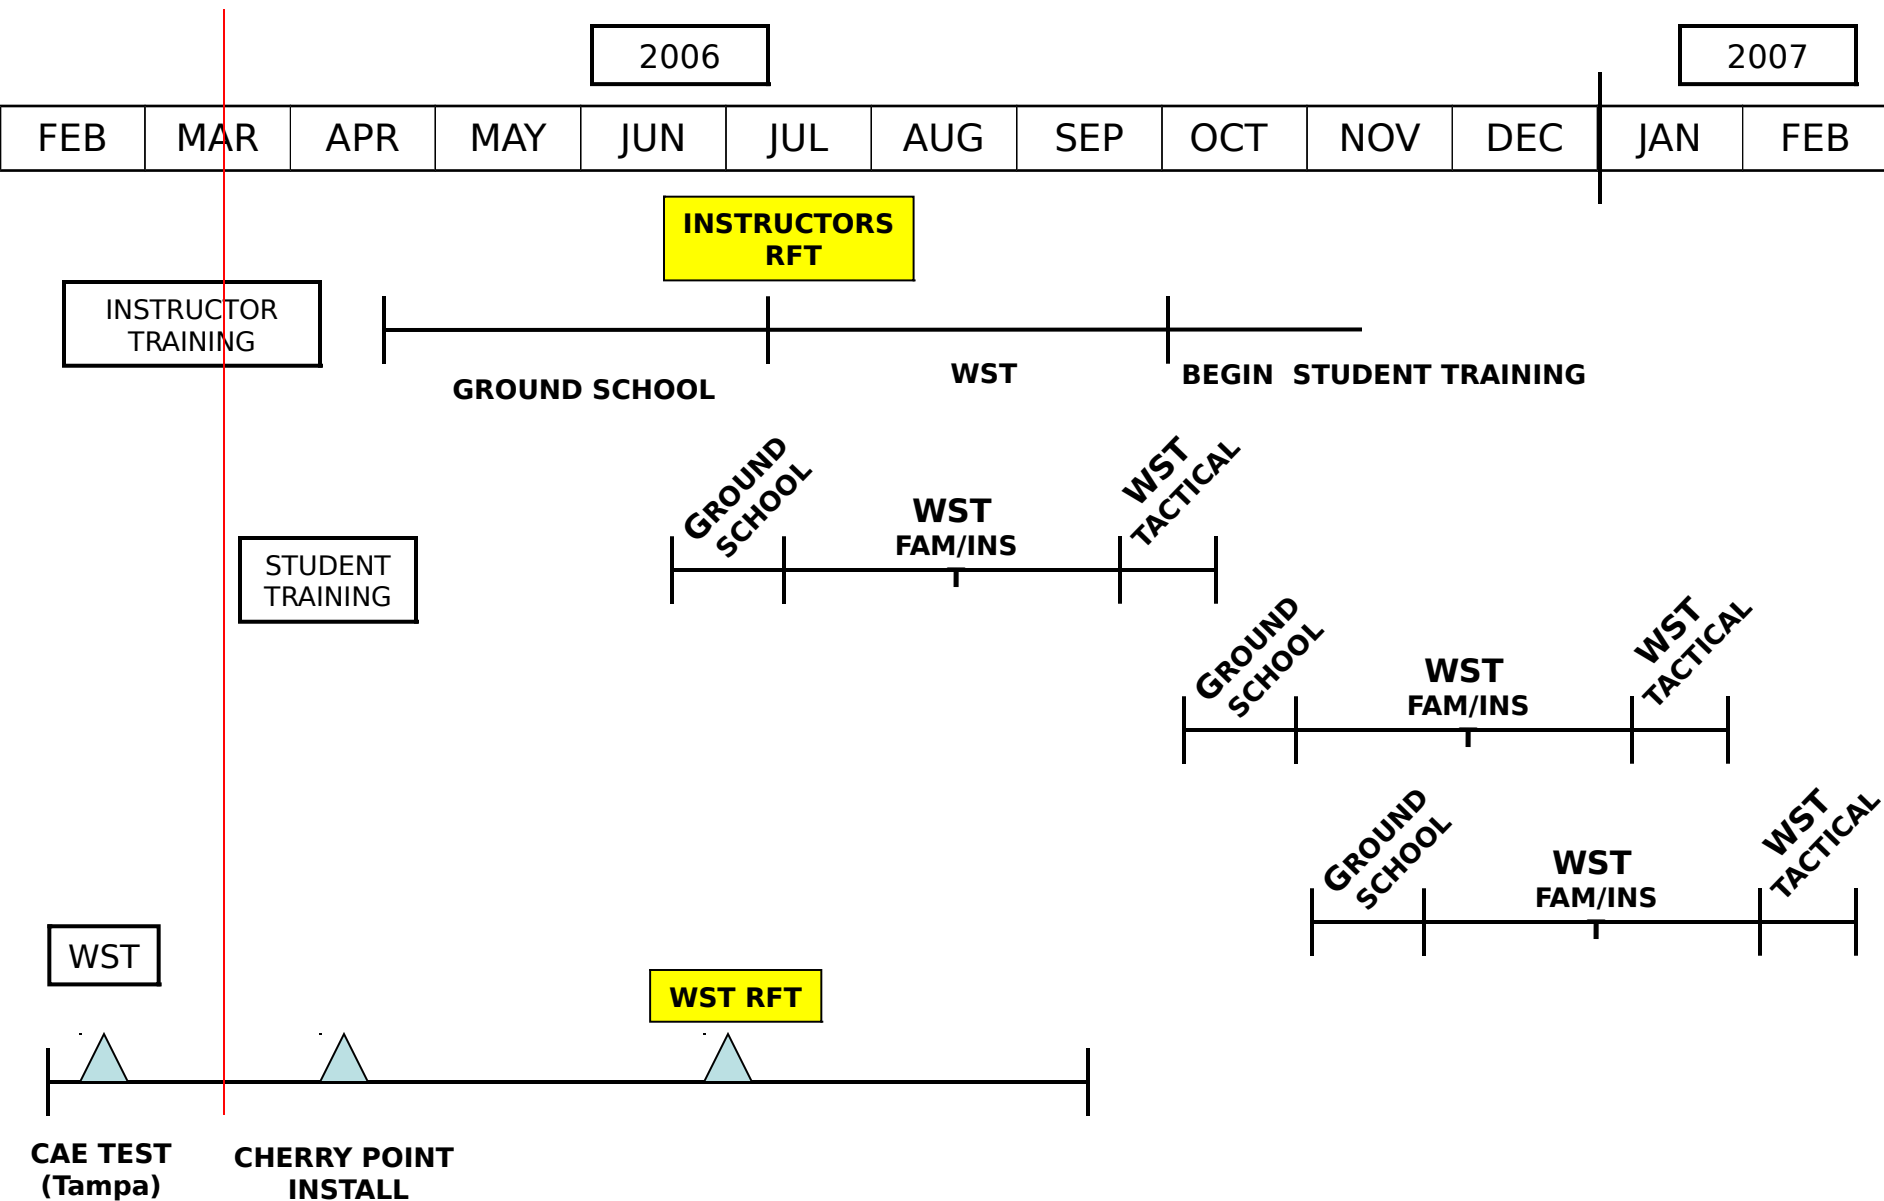 2006
2007
FEB MAR APR MAY JUN JUL AUG SEP OCT NOV DEC JAN FEB
INSTRUCTORS
RFT
INSTRUCTOR
TRAINING
GROUND SCHOOL
WST
BEGIN STUDENT TRAINING
GROUND
SCHOOL
WST
FAM/INS
T
WST
TACTICAL
STUDENT
TRAINING
GROUND
SCHOOL
WST
FAM/INS
T
WST
TACTICAL
GROUND
SCHOOL
WST
FAM/INS
T
WST
TACTICAL
WST
WST RFT
CAE TEST
(Tampa)
CHERRY POINT
INSTALL